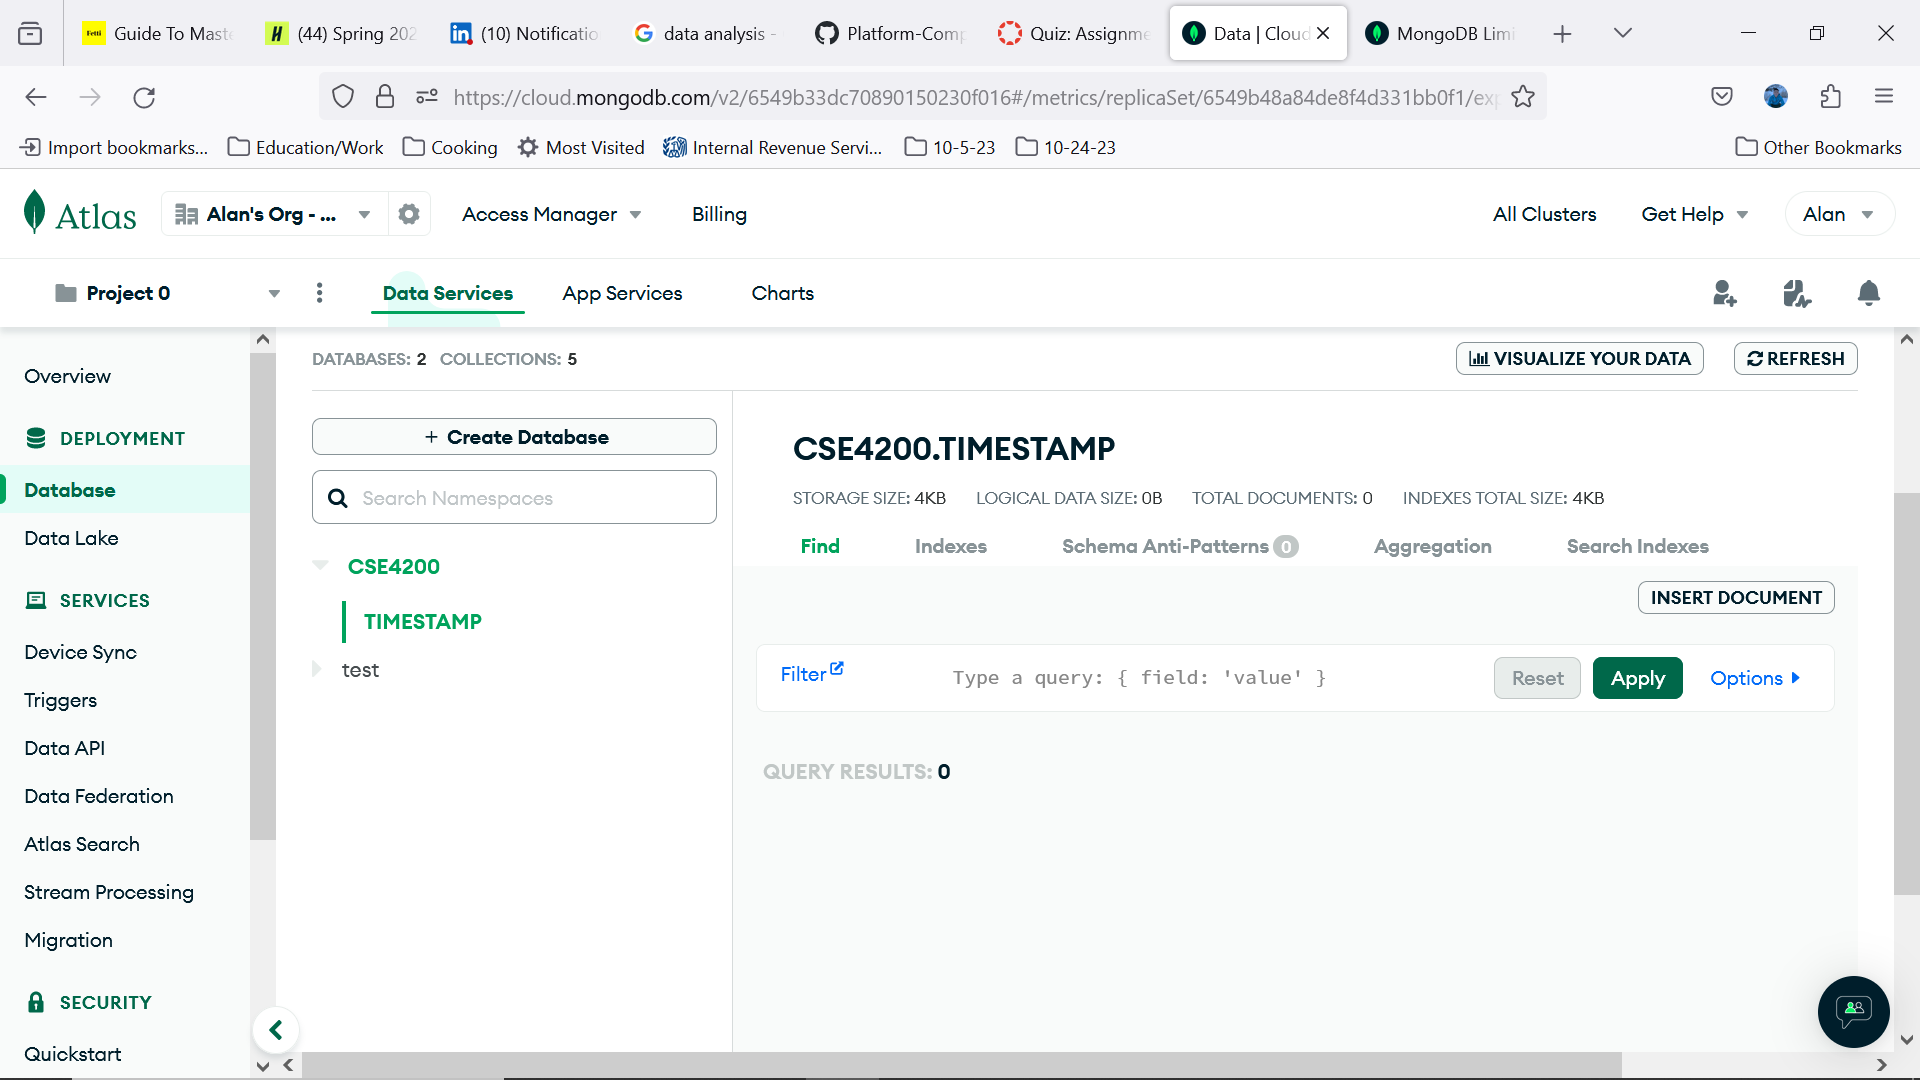 Fetii Guide To Maste
H (44) Spring 202
in (10) Notificatio
data analysis -
Platform-Comp
Quiz: Assignme
Data | Cloud
MongoDB Limi
https://cloud.mongodb.com/v2/6549b33dc70890150230f016#/metrics/replicaSet/6549b48a84de8f4d331bb0f1/exp
Import bookmarks... Education/Work Cooking Most Visited Internal Revenue Servi... 10-5-23 10-24-23 Other Bookmarks
Atlas Alan's Org - ... Access Manager Billing All Clusters Get Help Alan
Project 0 Data Services App Services Charts
Overview
DEPLOYMENT
Database
Data Lake
SERVICES
Device Sync
Triggers
Data API
Data Federation
Atlas Search
Stream Processing
Migration
SECURITY
Quickstart
DATABASES: 2 COLLECTIONS: 5
VISUALIZE YOUR DATA REFRESH
+ Create Database
Search Namespaces
CSE4200
TIMESTAMP
test
CSE4200.TIMESTAMP
STORAGE SIZE: 4KB LOGICAL DATA SIZE: 0B TOTAL DOCUMENTS: 0 INDEXES TOTAL SIZE: 4KB
Find Indexes Schema Anti-Patterns 0 Aggregation Search Indexes
INSERT DOCUMENT
Filter Type a query: { field: 'value' } Reset Apply Options
QUERY RESULTS: 0